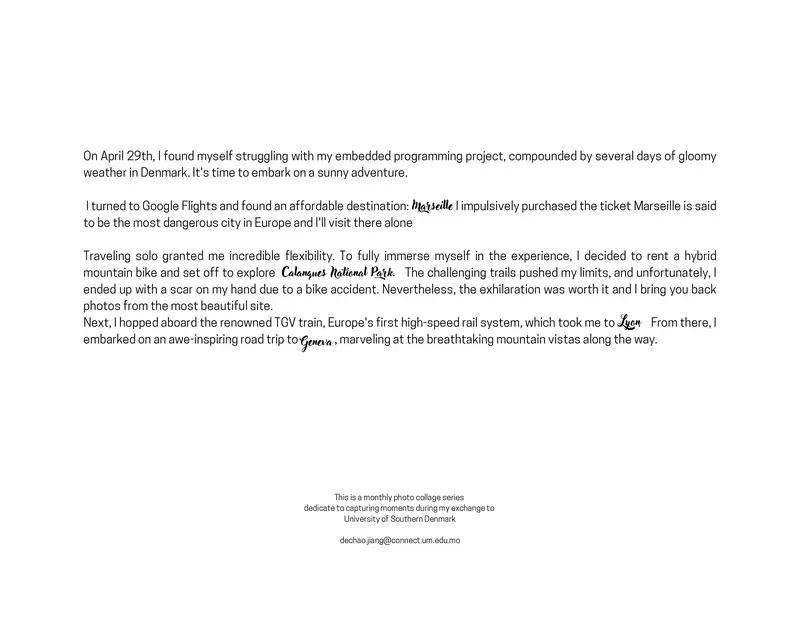 On April 29th, I found myself struggling with my embedded programming project, compounded by several days of gloomy
weather in Denmark. It's time to embark on a sunny adventure.
I turned to Google Flights and found an affordable destination: Marseille I impulsively purchased the ticket Marseille is said
to be the most dangerous city in Europe and I'll visit there alone
Traveling solo granted me incredible flexibility. To fully immerse myself in the experience, I decided to rent a hybrid
mountain bike and set off to explore Calanques National Park. The challenging trails pushed my limits, and unfortunately, I
ended up with a scar on my hand due to a bike accident. Nevertheless, the exhilaration was worth it and I bring you back
photos from the most beautiful site.
Next, I hopped aboard the renowned TGV train, Europe's first high-speed rail system, which took me to Lyon From there, I
embarked on an awe-inspiring road trip to Geneva, marveling at the breathtaking mountain vistas along the way.
This is a monthly photo collage series
dedicate to capturing moments during my exchange to
University of Southern Denmark
dechao.jiang@connect.um.edu.mo